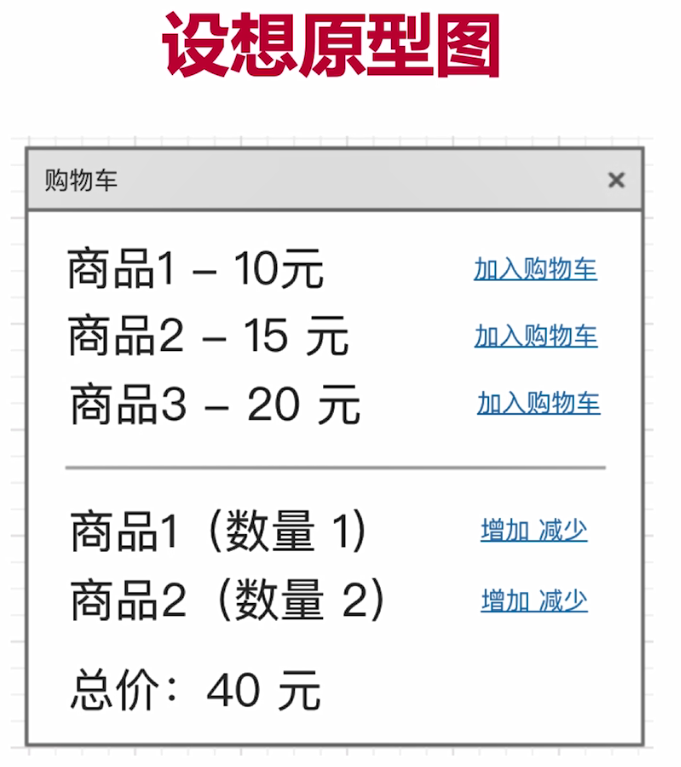 设想原型图
购物车 ×
商品1 – 10元 加入购物车
商品2 – 15 元 加入购物车
商品3 – 20 元 加入购物车
商品1（数量 1） 增加 减少
商品2（数量 2） 增加 减少
总价：40 元